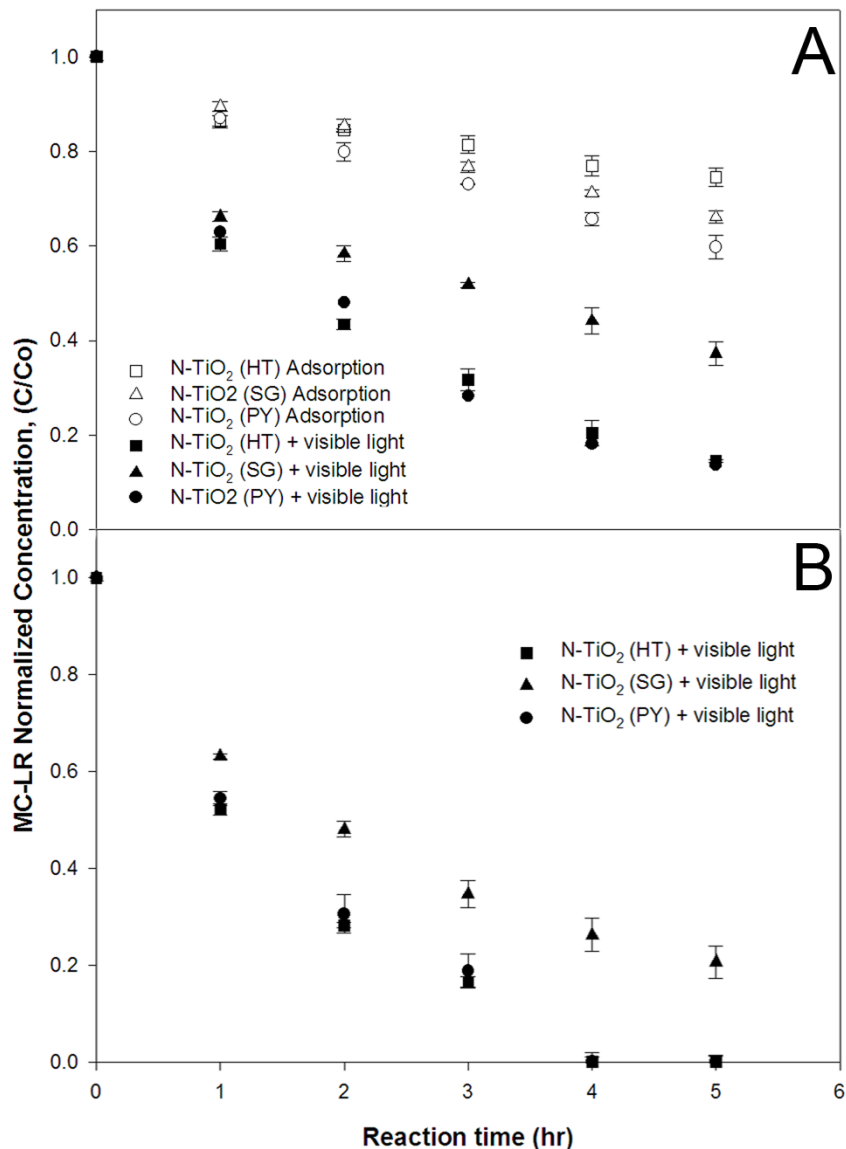 A
1.0
0.8
0.6
0.4
0.2
0.0
N-TiO₂ (HT) Adsorption
N-TiO2 (SG) Adsorption
N-TiO₂ (PY) Adsorption
N-TiO₂ (HT) + visible light
N-TiO₂ (SG) + visible light
N-TiO2 (PY) + visible light
MC-LR Normalized Concentration, (C/Co)
B
1.0
0.8
0.6
0.4
0.2
0.0
N-TiO₂ (HT) + visible light
N-TiO₂ (SG) + visible light
N-TiO₂ (PY) + visible light
0 1 2 3 4 5 6
Reaction time (hr)